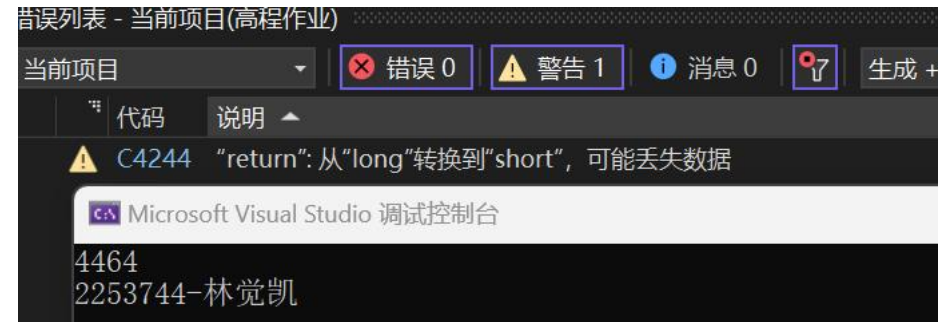 错误列表 - 当前项目(高程作业)
当前项目 错误 0 警告 1 消息 0 生成 +
代码 说明
C4244 “return”: 从“long”转换到“short”，可能丢失数据
Microsoft Visual Studio 调试控制台
4464
2253744-林觉凯